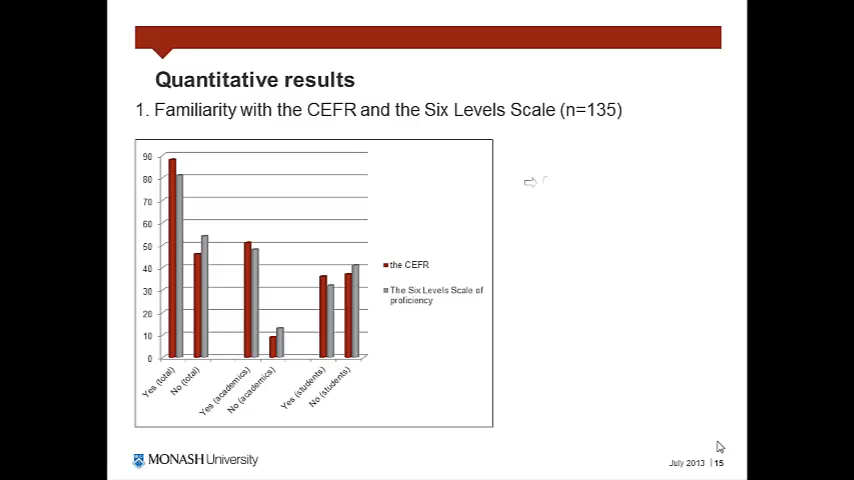 Quantitative results
1. Familiarity with the CEFR and the Six Levels Scale (n=135)
90
80
70
60
50
40
30
20
10
0
Yes (total)
No (total)
Yes (academics)
No (academics)
Yes (students)
No (students)
the CEFR
The Six Levels Scale of
proficiency
MONASH University
July 2013 | 15